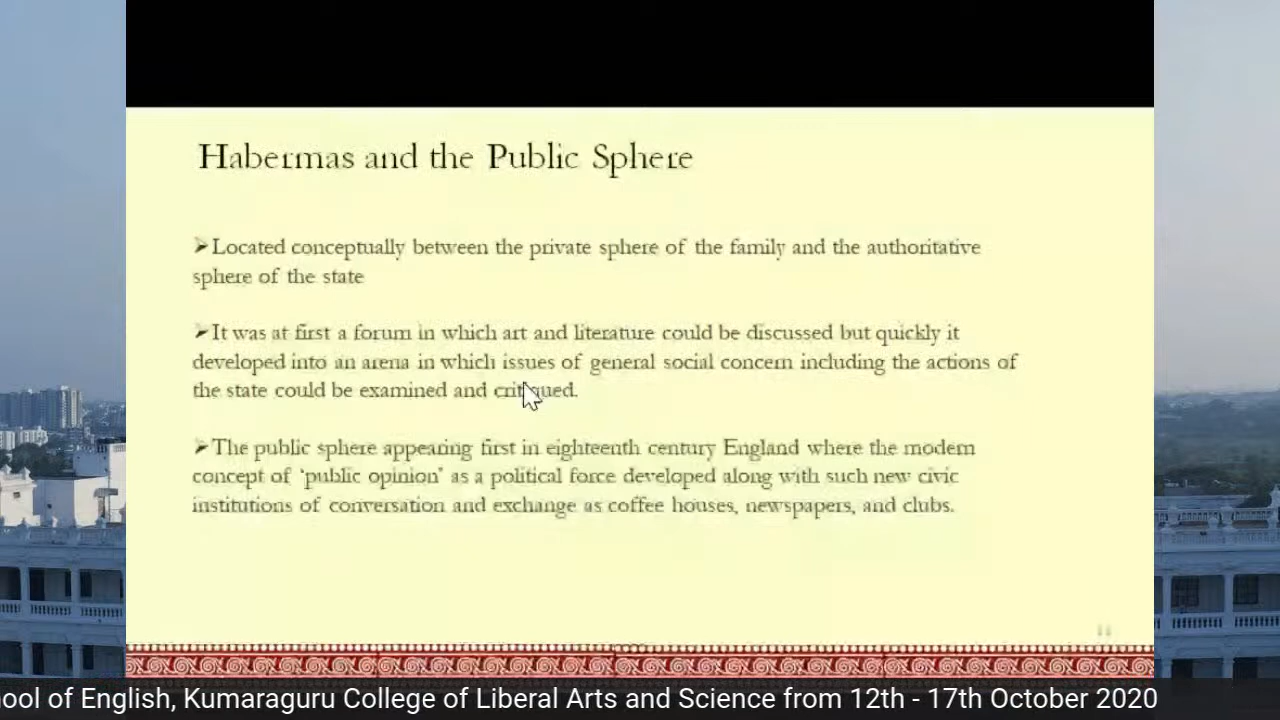 Habermas and the Public Sphere
➢Located conceptually between the private sphere of the family and the authoritative
sphere of the state
➢It was at first a forum in which art and literature could be discussed but quickly it
developed into an arena in which issues of general social concern including the actions of
the state could be examined and critiqued.
➢The public sphere appearing first in eighteenth century England where the modern
concept of ‘public opinion’ as a political force developed along with such new civic
institutions of conversation and exchange as coffee houses, newspapers, and clubs.
ool of English, Kumaraguru College of Liberal Arts and Science from 12th - 17th October 2020